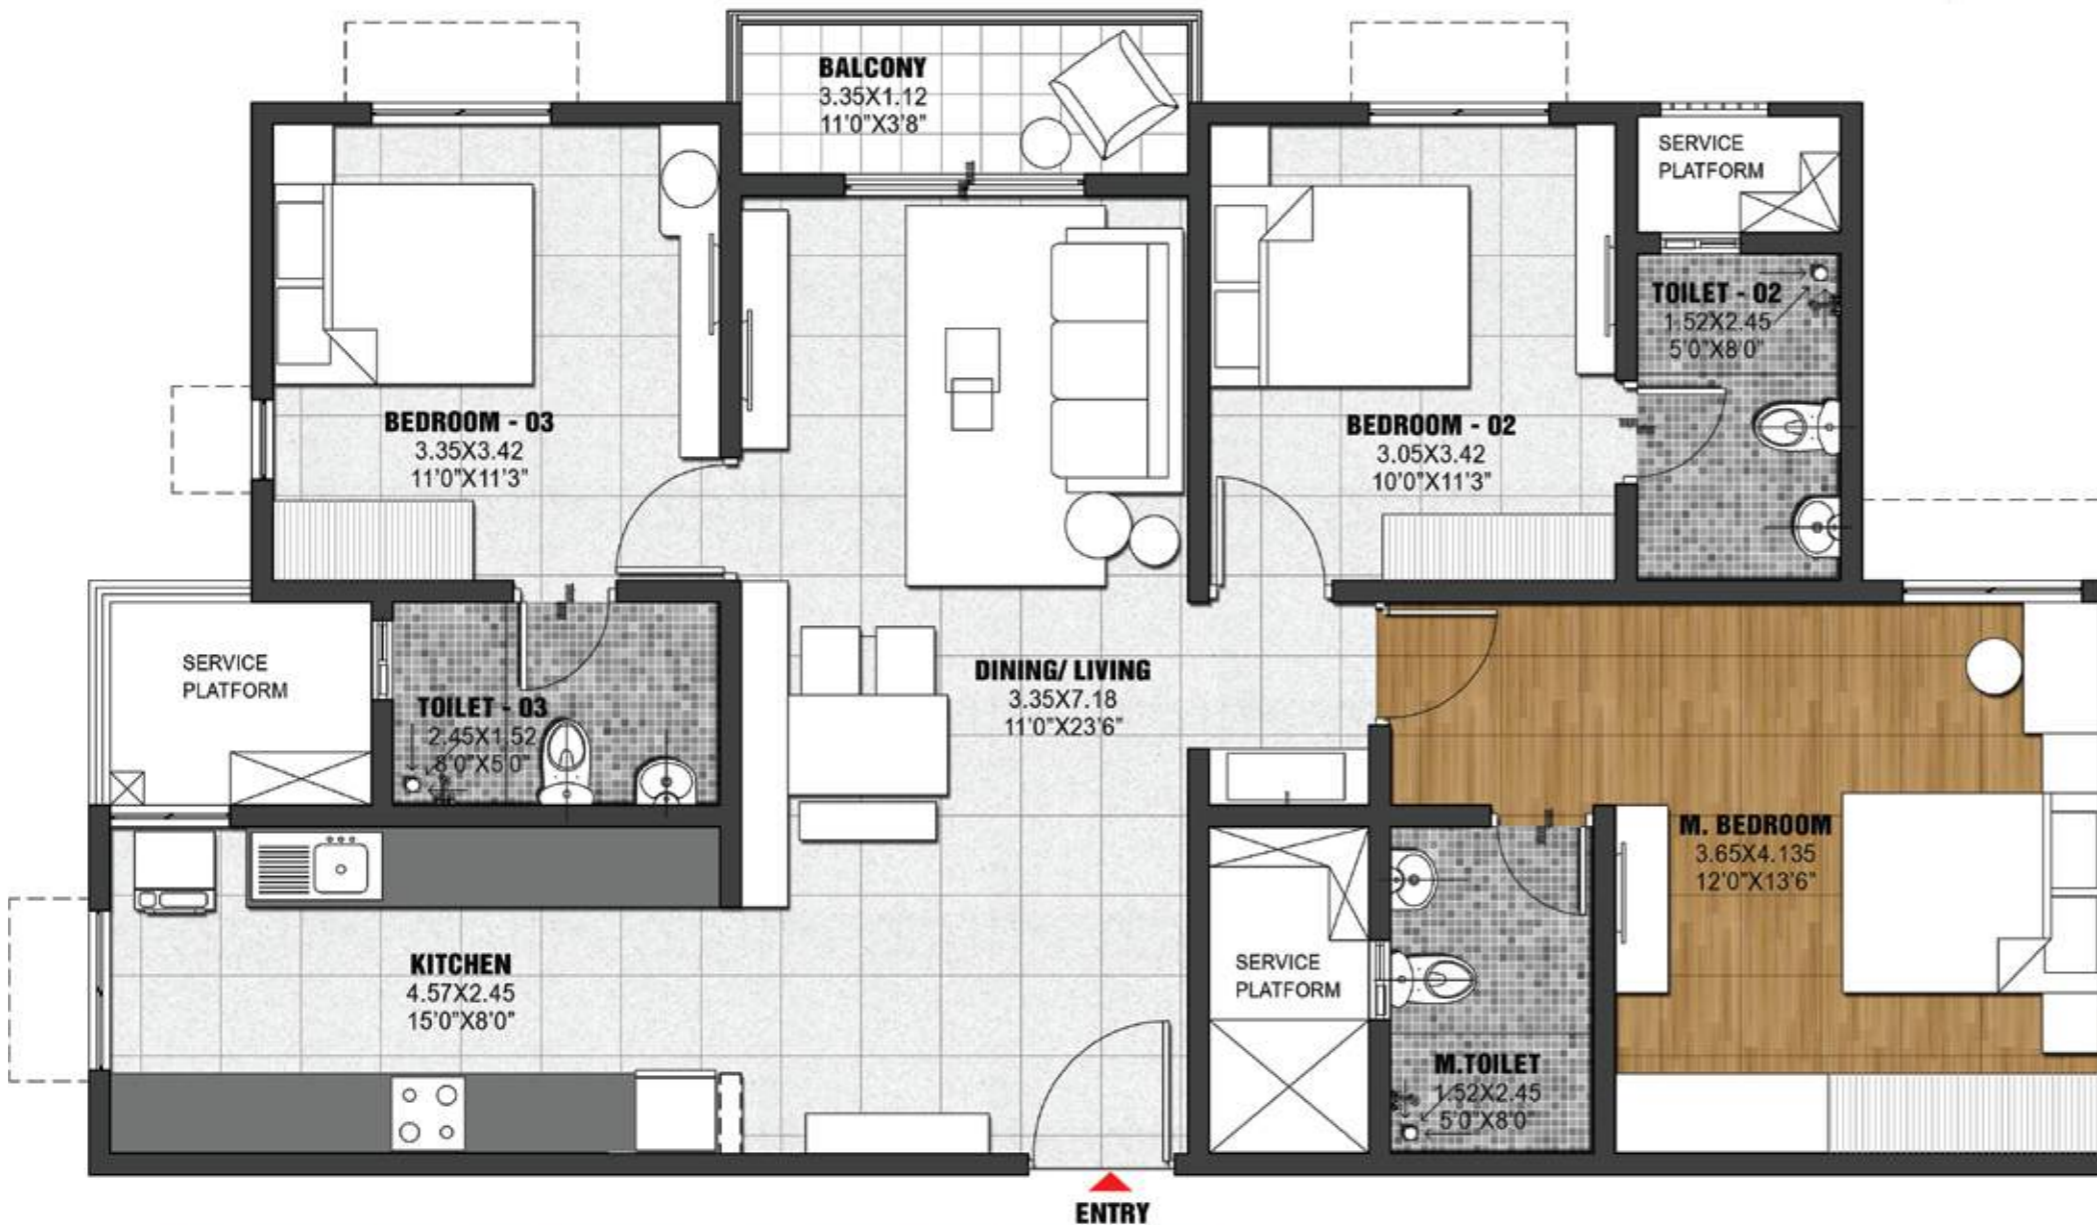 BALCONY
3.35X1.12
11'0"X3'8"
SERVICE
PLATFORM
TOILET - 02
1.52X2.45
5'0"X8'0"
BEDROOM - 03
3.35X3.42
11'0"X11'3"
BEDROOM - 02
3.05X3.42
10'0"X11'3"
SERVICE
PLATFORM
TOILET - 03
2.45X1.52
8'0"X5'0"
DINING/ LIVING
3.35X7.18
11'0"X23'6"
M. BEDROOM
3.65X4.135
12'0"X13'6"
KITCHEN
4.57X2.45
15'0"X8'0"
SERVICE
PLATFORM
M.TOILET
1.52X2.45
5'0"X8'0"
ENTRY